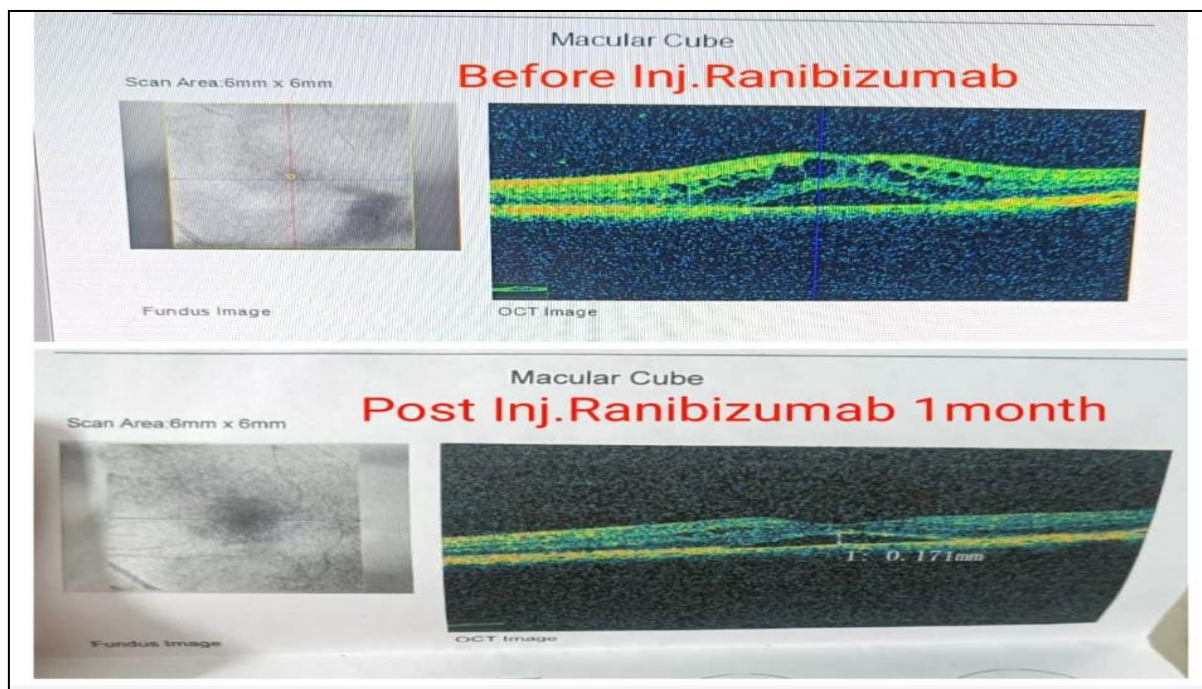 Macular Cube
Before Inj.Ranibizumab
Scan Area:6mm x 6mm
Fundus Image
OCT Image
Macular Cube
Post Inj.Ranibizumab 1month
Scan Area:6mm x 6mm
1: 0.171mm
Fundus Image
OCT Image